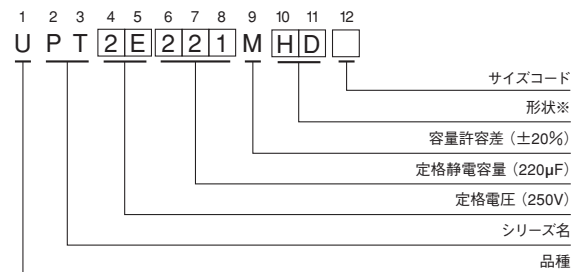 1 2 3 4 5 6 7 8 9 10 11 12
U P T 2 E 2 2 1 M H D
サイズコード
形状※
容量許容差 (±20%)
定格静電容量 (220µF)
定格電圧 (250V)
シリーズ名
品種